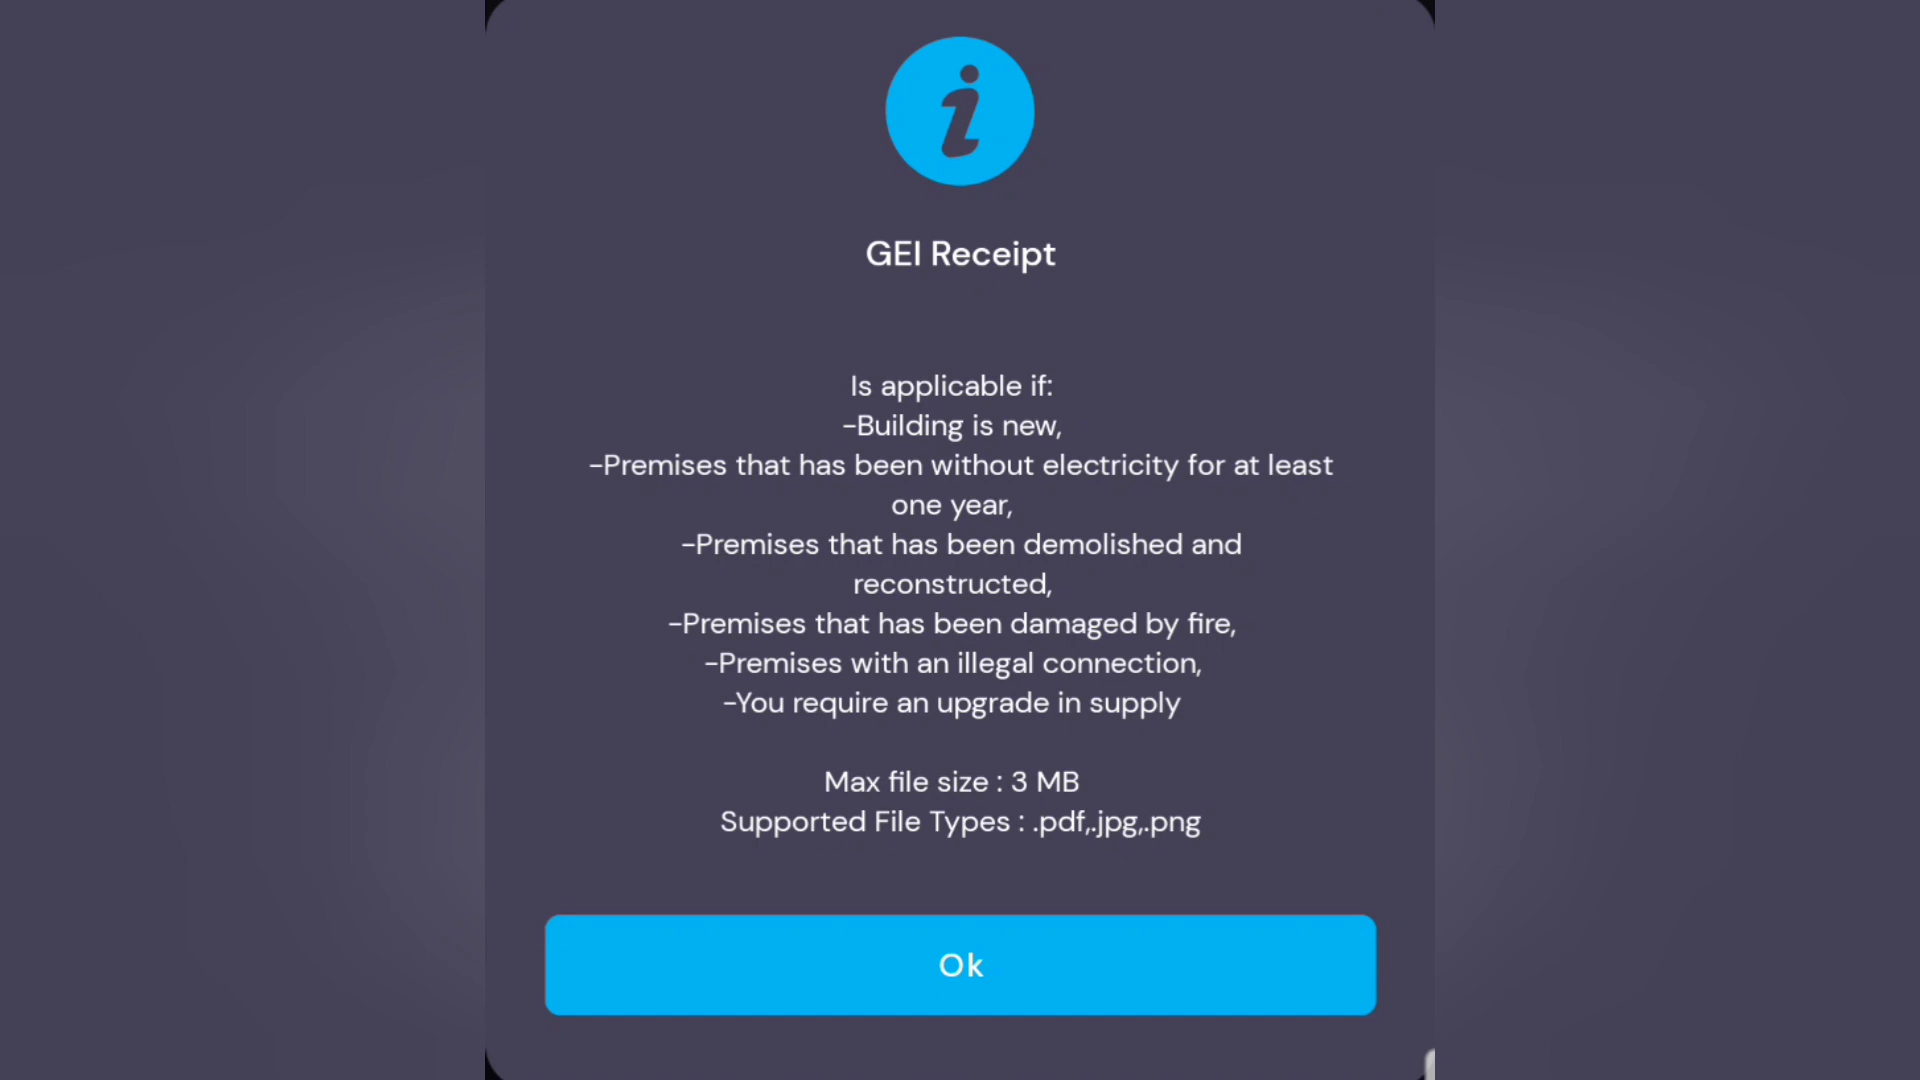 GEI Receipt
Is applicable if:
-Building is new,
-Premises that has been without electricity for at least
one year,
-Premises that has been demolished and
reconstructed,
-Premises that has been damaged by fire,
-Premises with an illegal connection,
-You require an upgrade in supply
Max file size : 3 MB
Supported File Types : .pdf,.jpg,.png
Ok